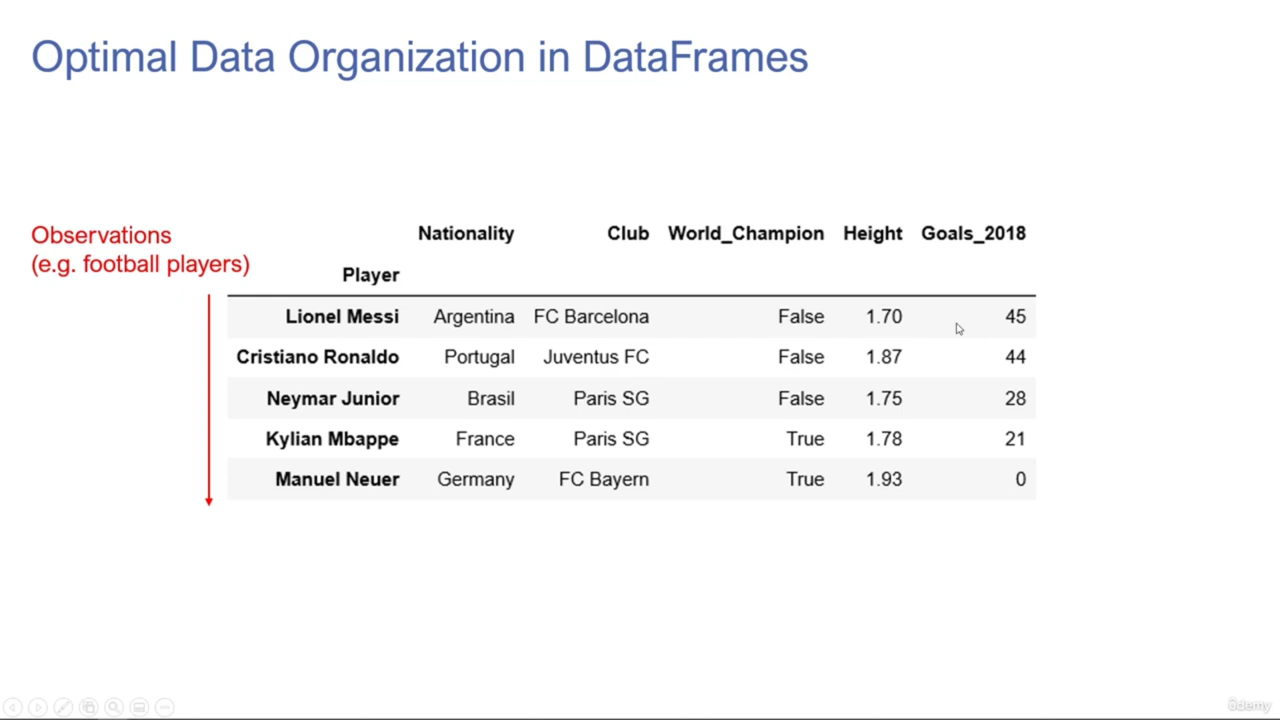 Optimal Data Organization in DataFrames
Observations
(e.g. football players)
Nationality Club World_Champion Height Goals_2018
Player
Lionel Messi Argentina FC Barcelona False 1.70 45
Cristiano Ronaldo Portugal Juventus FC False 1.87 44
Neymar Junior Brasil Paris SG False 1.75 28
Kylian Mbappe France Paris SG True 1.78 21
Manuel Neuer Germany FC Bayern True 1.93 0
ûdemy